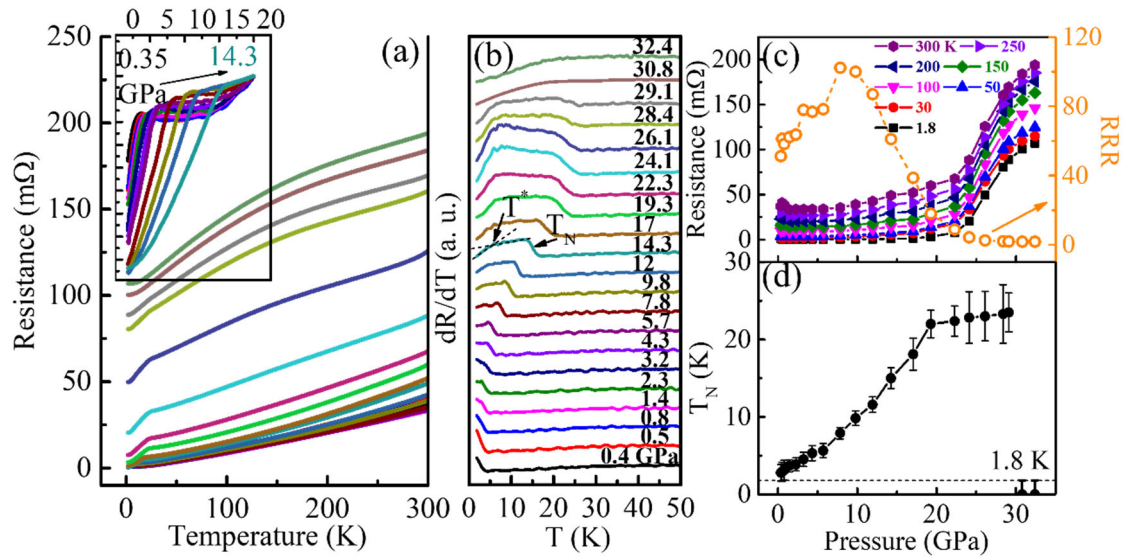 0 5 10 15 20
0.35
14.3
GPa
(a)
250
200
150
100
50
0
Resistance (mΩ)
0 100 200 300
Temperature (K)
(b)
32.4
30.8
29.1
28.4
26.1
24.1
22.3
19.3
T*
17
T_N
14.3
12
9.8
7.8
5.7
4.3
3.2
2.3
1.4
0.8
0.5
0.4 GPa
dR/dT (a. u.)
0 10 20 30 40 50
T (K)
(c)
300 K 250
200 150
100 50
30
1.8
200
150
100
50
0
Resistance (mΩ)
120
80
40
0
RRR
(d)
30
20
10
0
T_N (K)
1.8 K
0 10 20 30
Pressure (GPa)